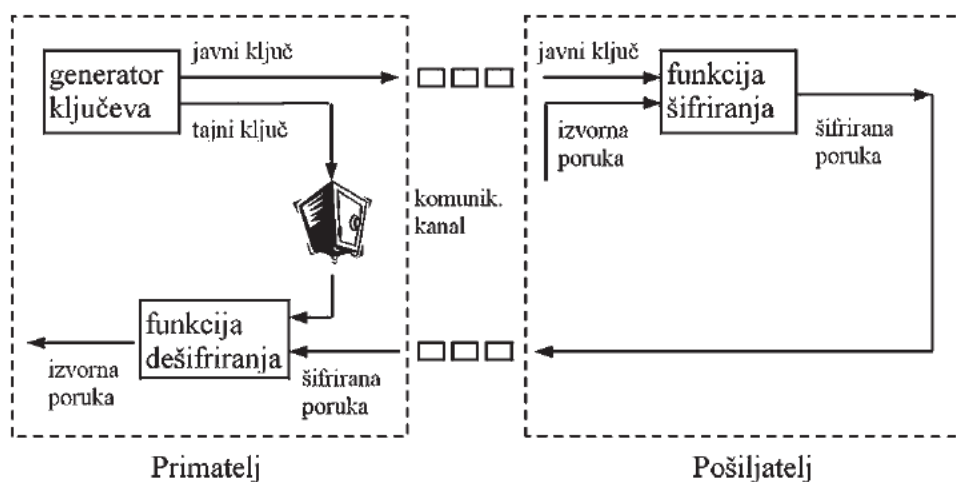 javni ključ
generator
ključeva
tajni ključ
komunik.
kanal
javni ključ
funkcija
šifriranja
izvorna
poruka
šifrirana
poruka
funkcija
dešifriranja
izvorna
poruka
šifrirana
poruka
Primatelj
Pošiljatelj